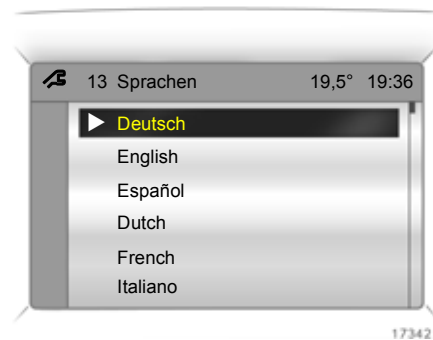 13 Sprachen 19,5° 19:36
Deutsch
English
Español
Dutch
French
Italiano
17342